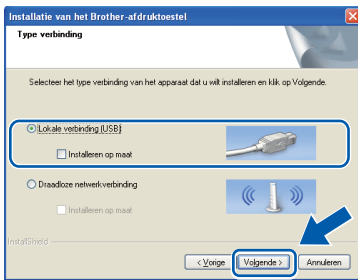 Installatie van het Brother-afdruktoestel
Type verbinding
Selecteer het type verbinding van het apparaat dat u wilt installeren en klik op Volgende.
Lokale verbinding (USB)
Installeren op maat
Draadloze netwerkverbinding
Installeren op maat
InstallShield
< Vorige
Volgende >
Annuleren